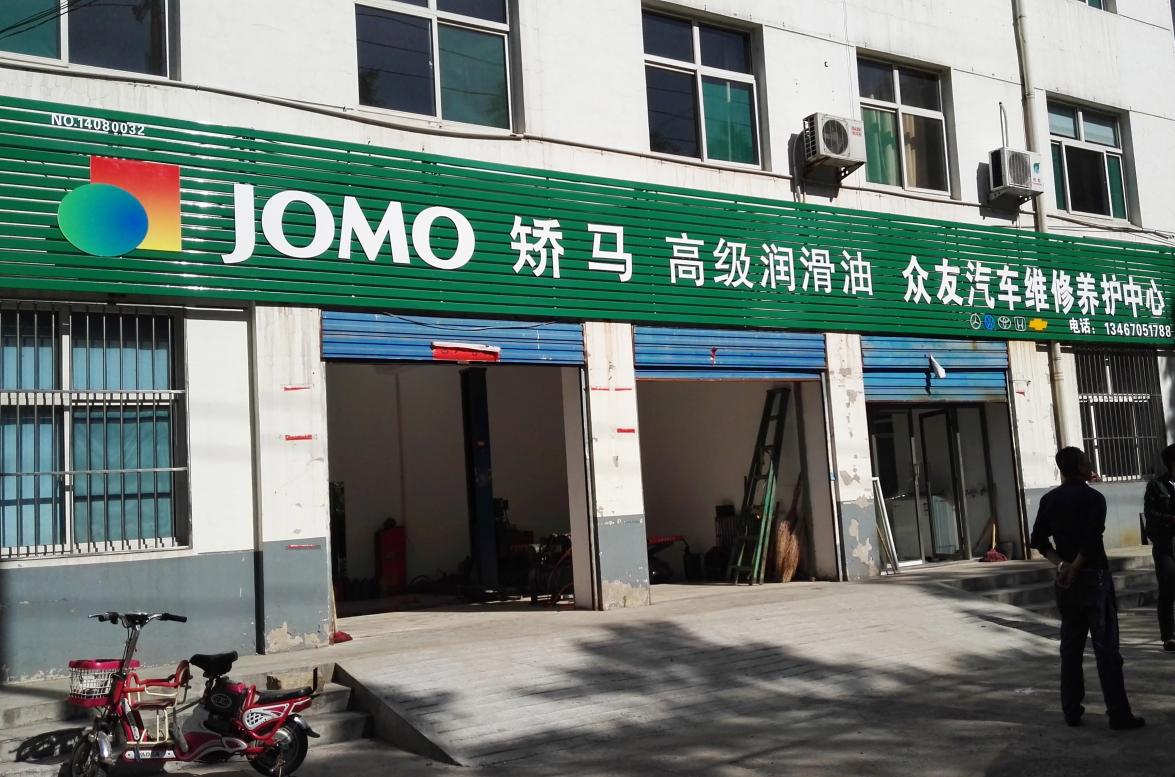 NO.14080032
JOMO 矫马 高级润滑油 众友汽车维修养护中心
电话: 13467051788